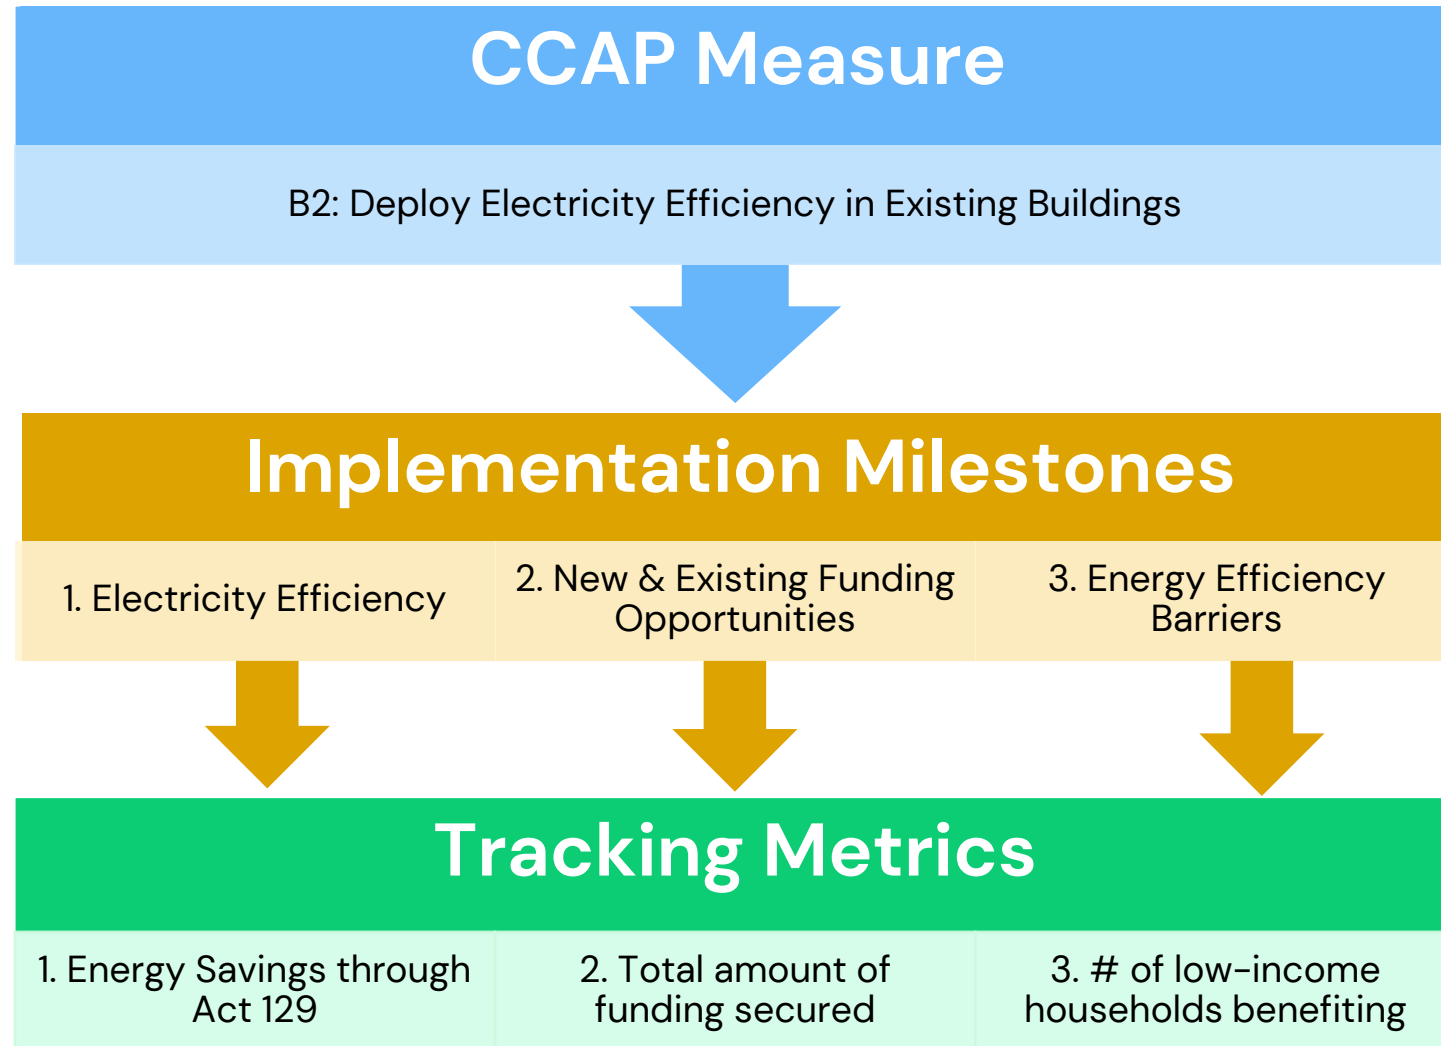 CCAP Measure
B2: Deploy Electricity Efficiency in Existing Buildings
Implementation Milestones
1. Electricity Efficiency
2. New & Existing Funding
Opportunities
3. Energy Efficiency
Barriers
Tracking Metrics
1. Energy Savings through
Act 129
2. Total amount of
funding secured
3. # of low-income
households benefiting